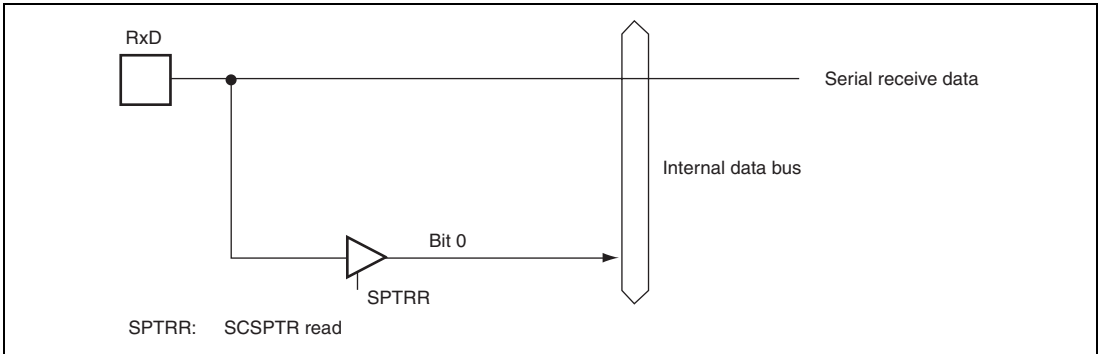 RxD
Serial receive data
Internal data bus
Bit 0
SPTRR
SPTRR: SCSPTR read